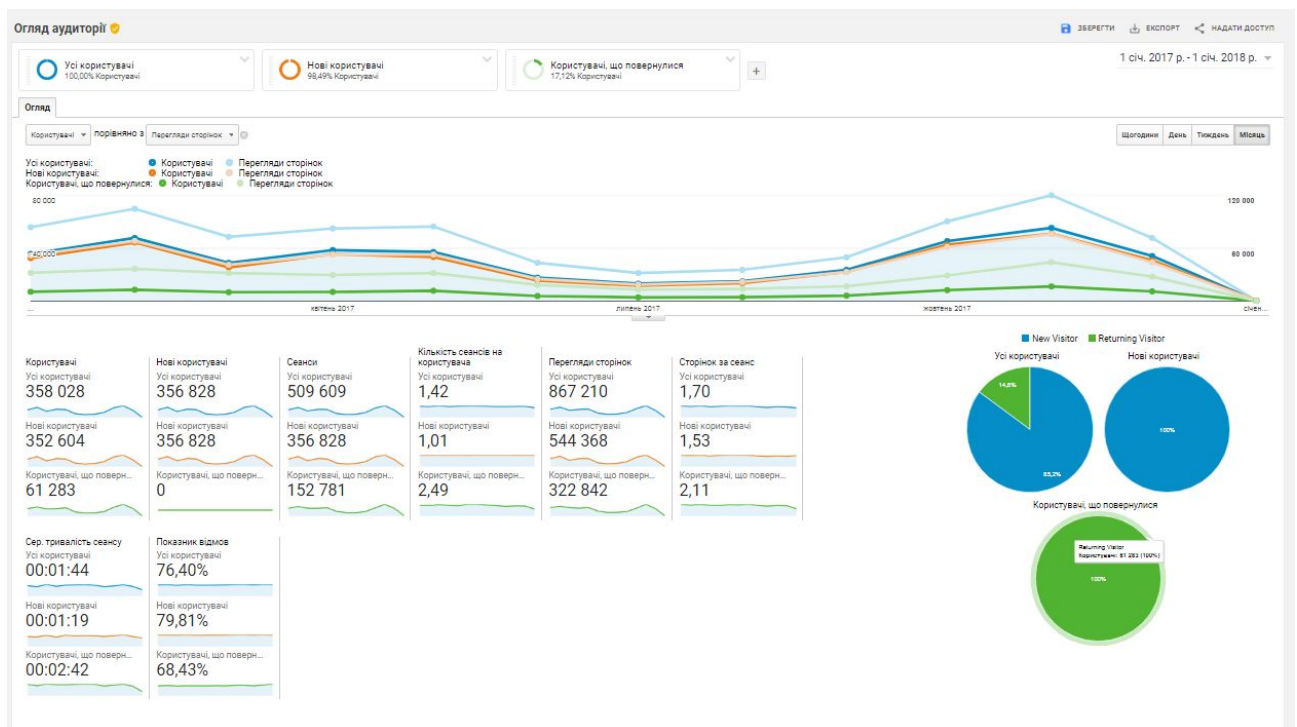 Огляд аудиторії
ЗБЕРЕГТИ ЕКСПОРТ НАДАТИ ДОСТУП
Усі користувачі
100,00% Користувачі
Нові користувачі
98,49% Користувачі
Користувачі, що повернулися
17,12% Користувачі
+
1 січ. 2017 р. - 1 січ. 2018 р.
Огляд
Користувачі порівняно з Перегляди сторінок
Щогодини День Тиждень Місяць
Усі користувачі: Користувачі Перегляди сторінок
Нові користувачі: Користувачі Перегляди сторінок
Користувачі, що повернулися: Користувачі Перегляди сторінок
80 000 120 000
40 000 60 000
... квітень 2017 липень 2017 жовтень 2017 січен...
Користувачі
Усі користувачі
358 028
Нові користувачі
352 604
Користувачі, що поверн...
61 283
Нові користувачі
Усі користувачі
356 828
Нові користувачі
356 828
Користувачі, що поверн...
0
Сеанси
Усі користувачі
509 609
Нові користувачі
356 828
Користувачі, що поверн...
152 781
Кількість сеансів на
користувача
Усі користувачі
1,42
Нові користувачі
1,01
Користувачі, що поверн...
2,49
Перегляди сторінок
Усі користувачі
867 210
Нові користувачі
544 368
Користувачі, що поверн...
322 842
Сторінок за сеанс
Усі користувачі
1,70
Нові користувачі
1,53
Користувачі, що поверн...
2,11
Сер. тривалість сеансу
Усі користувачі
00:01:44
Нові користувачі
00:01:19
Користувачі, що поверн...
00:02:42
Показник відмов
Усі користувачі
76,40%
Нові користувачі
79,81%
Користувачі, що поверн...
68,43%
New Visitor Returning Visitor
Усі користувачі
14,8%
85,2%
Нові користувачі
100%
Користувачі, що повернулися
Returning Visitor
Користувачі: 61 283 (100%)
100%